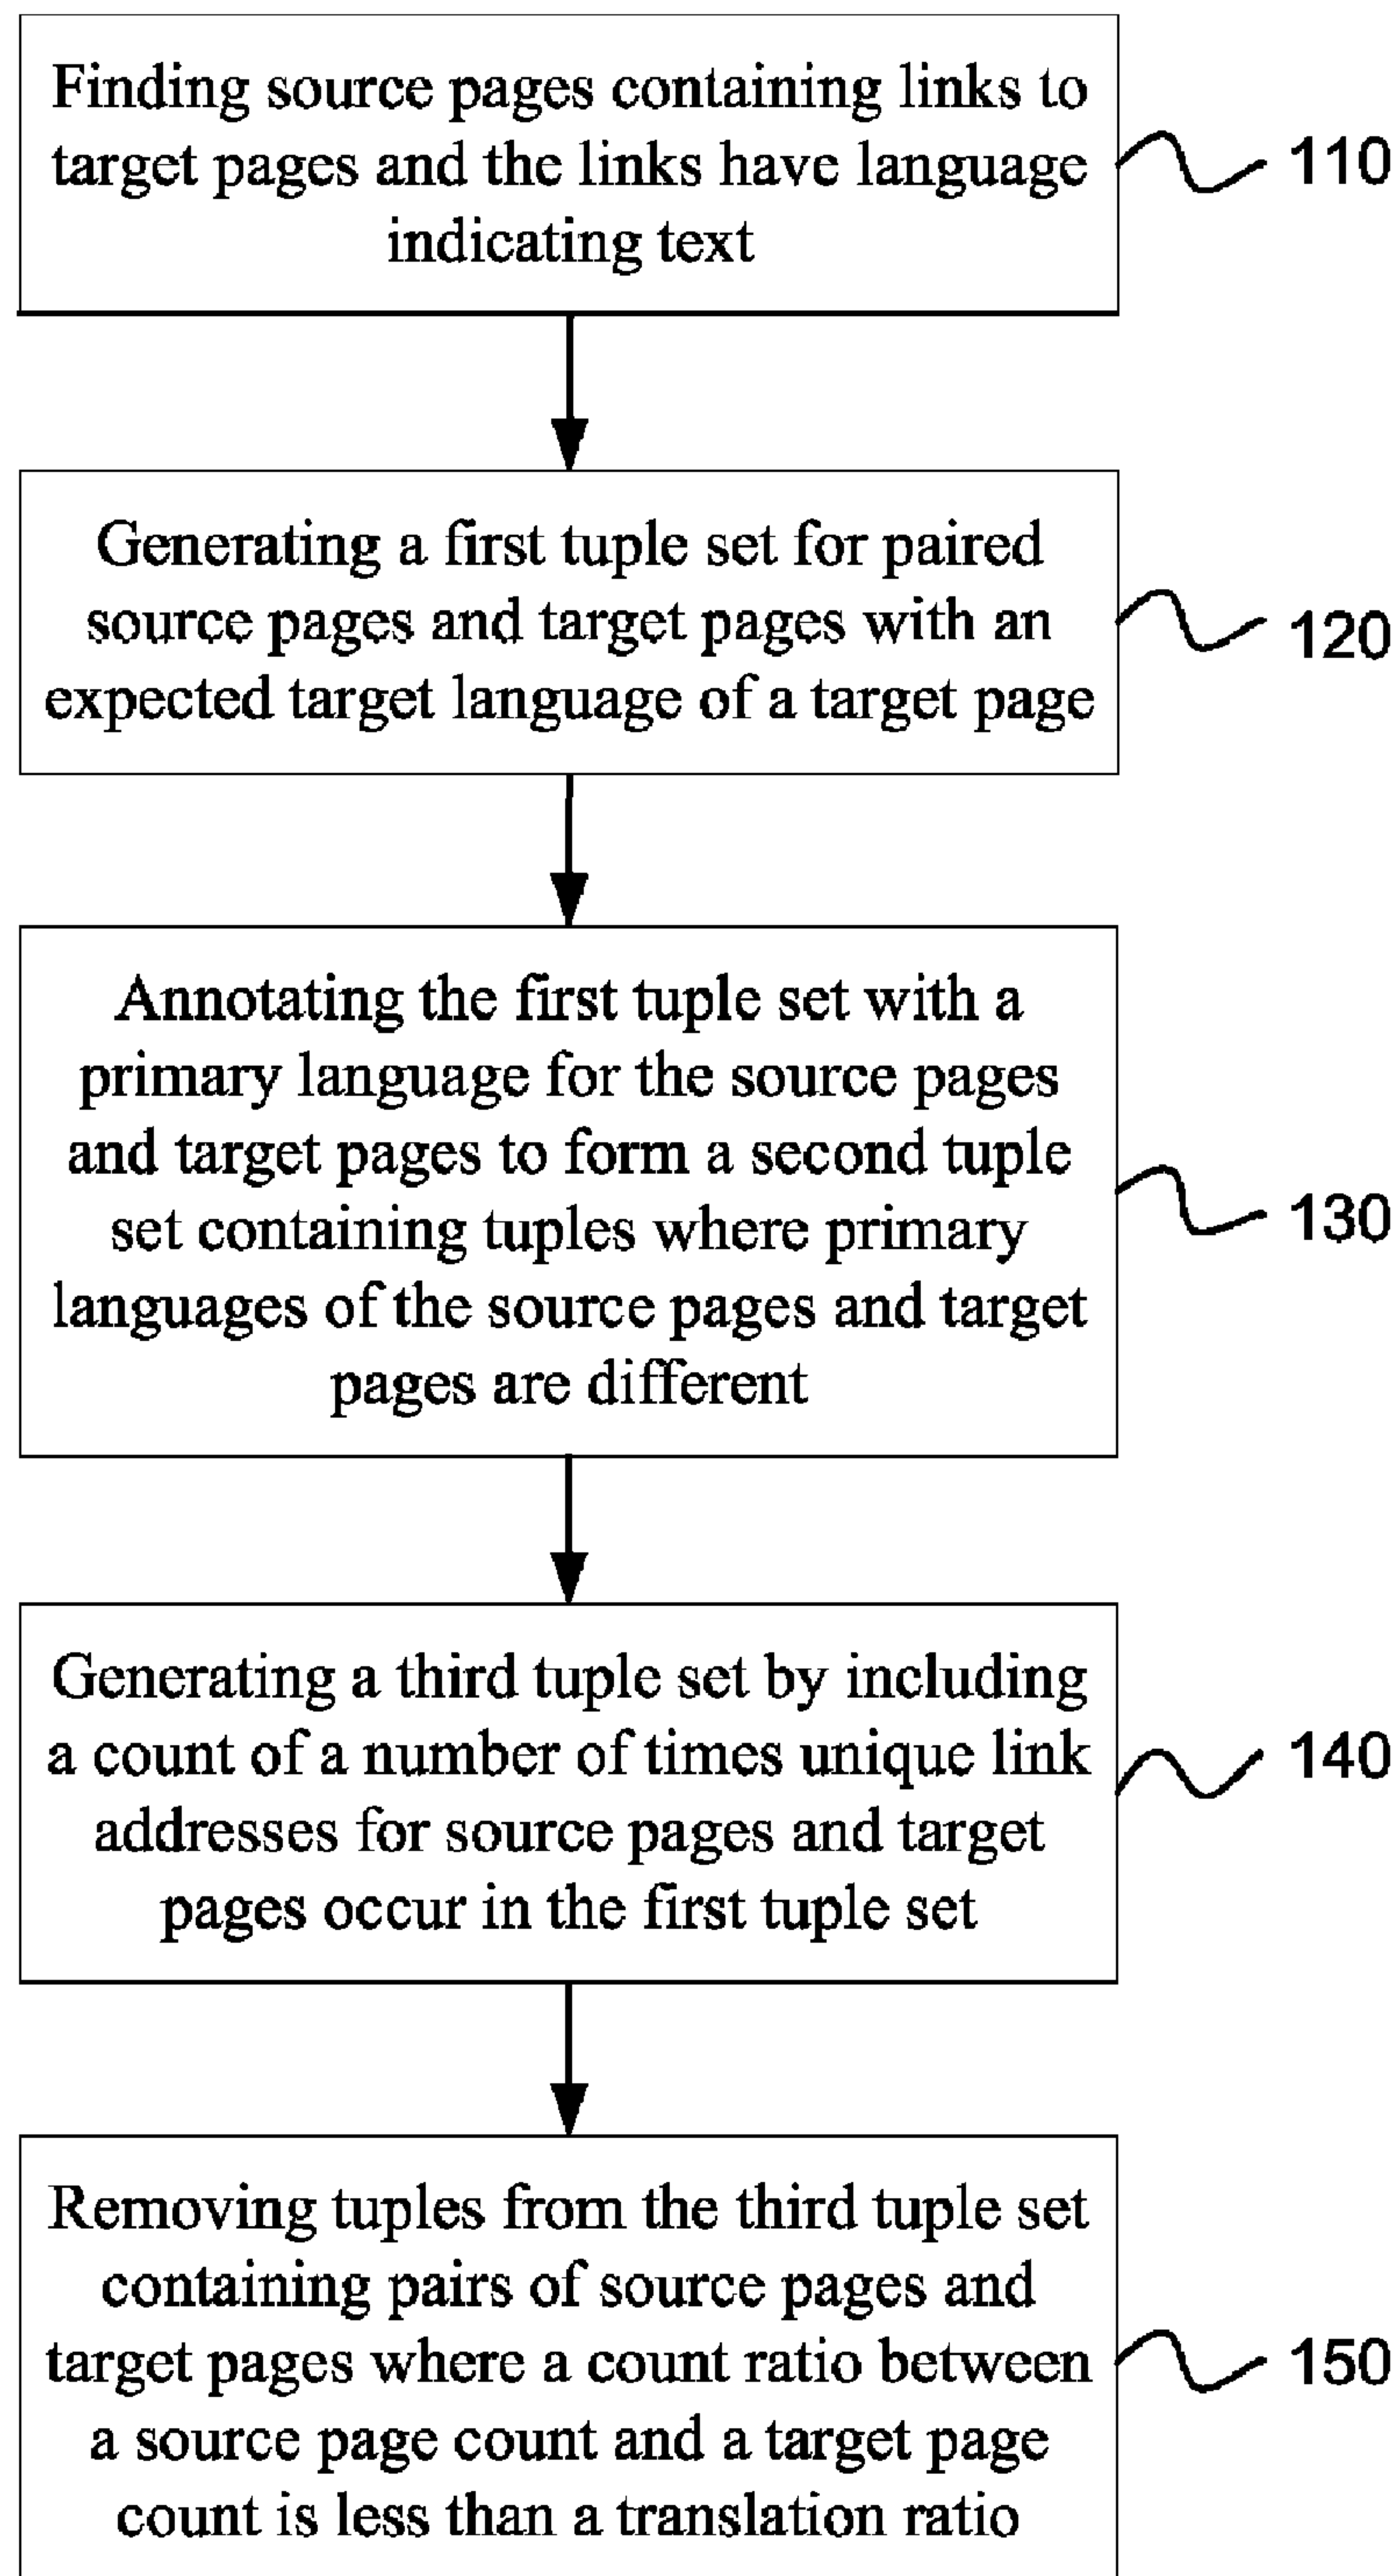 Finding source pages containing links to
target pages and the links have language
indicating text
110
Generating a first tuple set for paired
source pages and target pages with an
expected target language of a target page
120
Annotating the first tuple set with a
primary language for the source pages
and target pages to form a second tuple
set containing tuples where primary
languages of the source pages and target
pages are different
130
Generating a third tuple set by including
a count of a number of times unique link
addresses for source pages and target
pages occur in the first tuple set
140
Removing tuples from the third tuple set
containing pairs of source pages and
target pages where a count ratio between
a source page count and a target page
count is less than a translation ratio
150